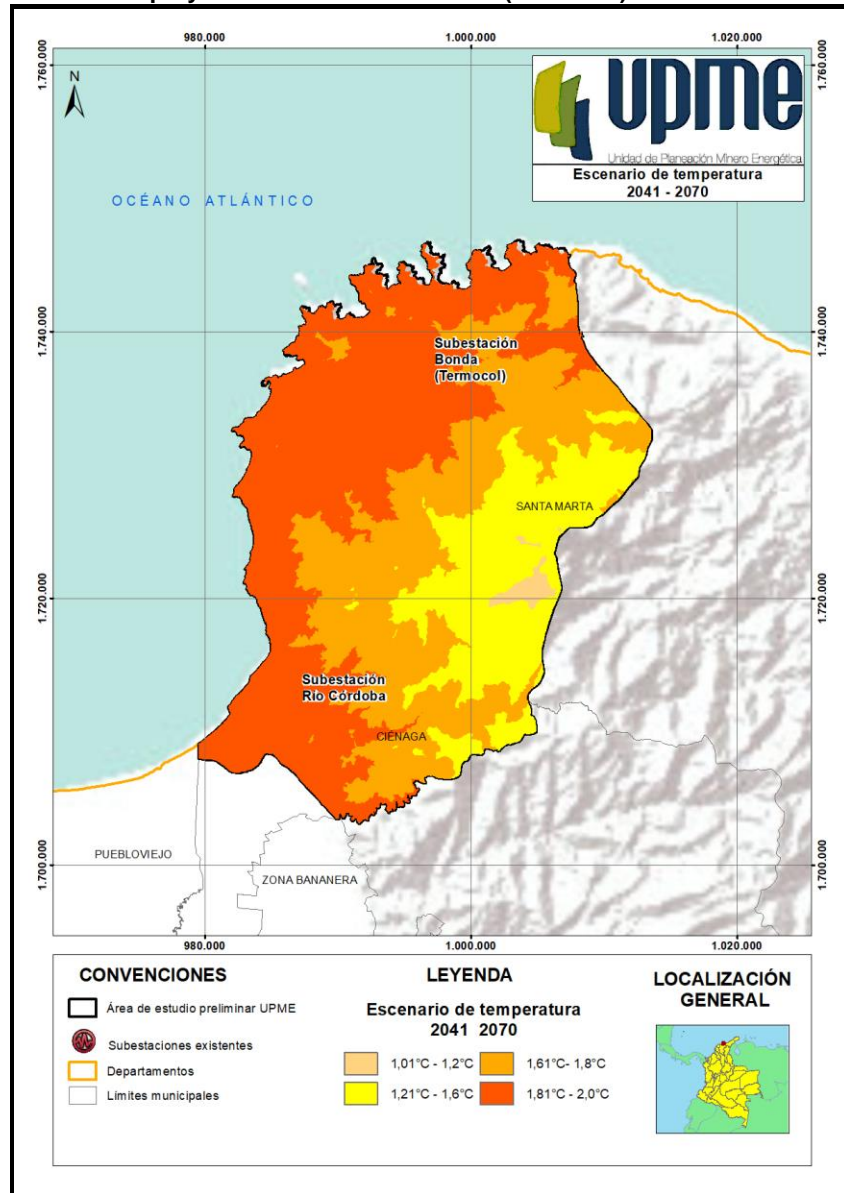 980.000 1.000.000 1.020.000
1.760.000 1.760.000
N
upme
Unidad de Planeación Minero Energética
Escenario de temperatura
2041 - 2070
OCÉANO ATLÁNTICO
1.740.000 1.740.000
Subestación
Bonda
(Termocol)
SANTA MARTA
1.720.000 1.720.000
Subestación
Río Córdoba
CIÉNAGA
PUEBLOVIEJO
ZONA BANANERA
1.700.000 1.700.000
980.000 1.000.000 1.020.000
CONVENCIONES
Área de estudio preliminar UPME
Subestaciones existentes
Departamentos
Límites municipales
LEYENDA
Escenario de temperatura
2041 2070
1,01°C - 1,2°C 1,61°C- 1,8°C
1,21°C - 1,6°C 1,81°C - 2,0°C
LOCALIZACIÓN
GENERAL